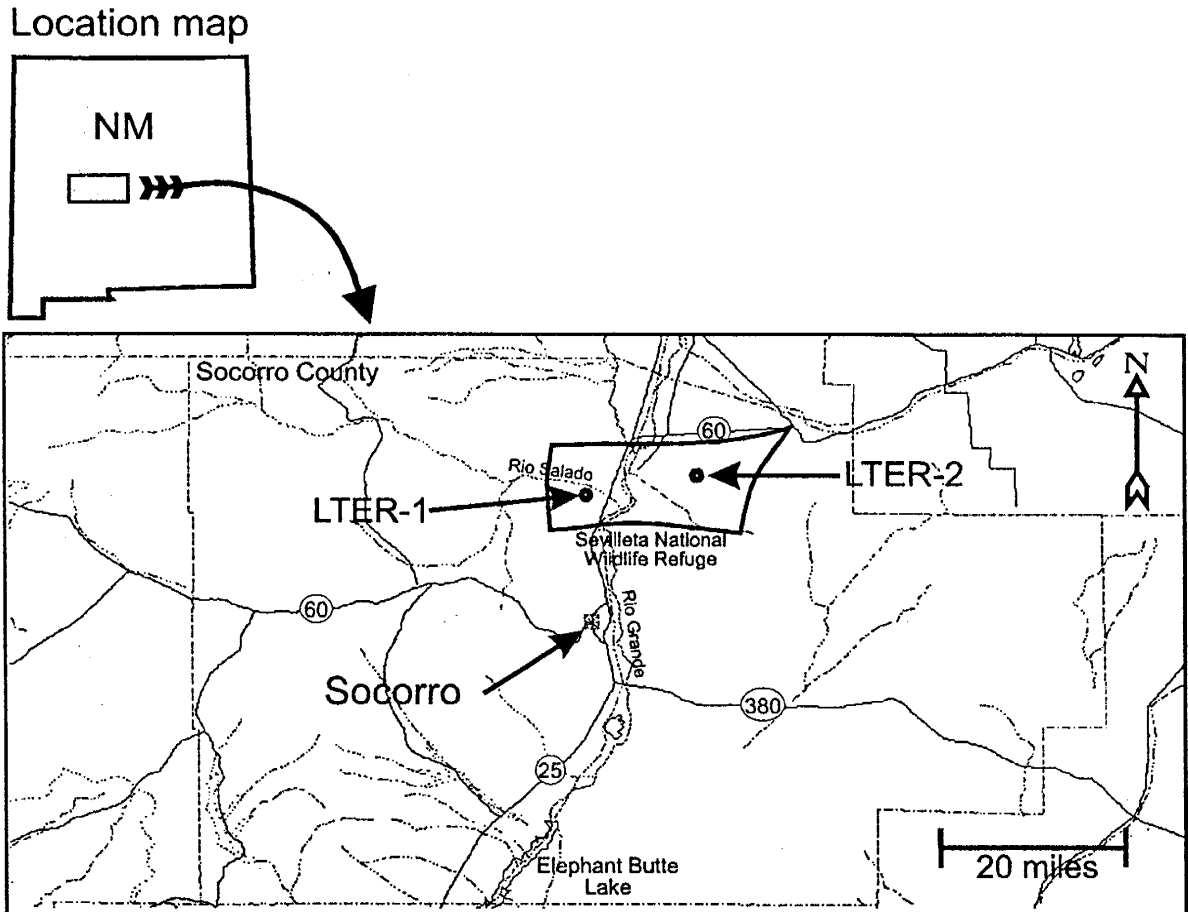 Location map
NM
Socorro County
N
60
Rio Salado
LTER-2
LTER-1
Sevilleta National
Wildlife Refuge
60
Rio Grande
Socorro
380
25
Elephant Butte
Lake
20 miles